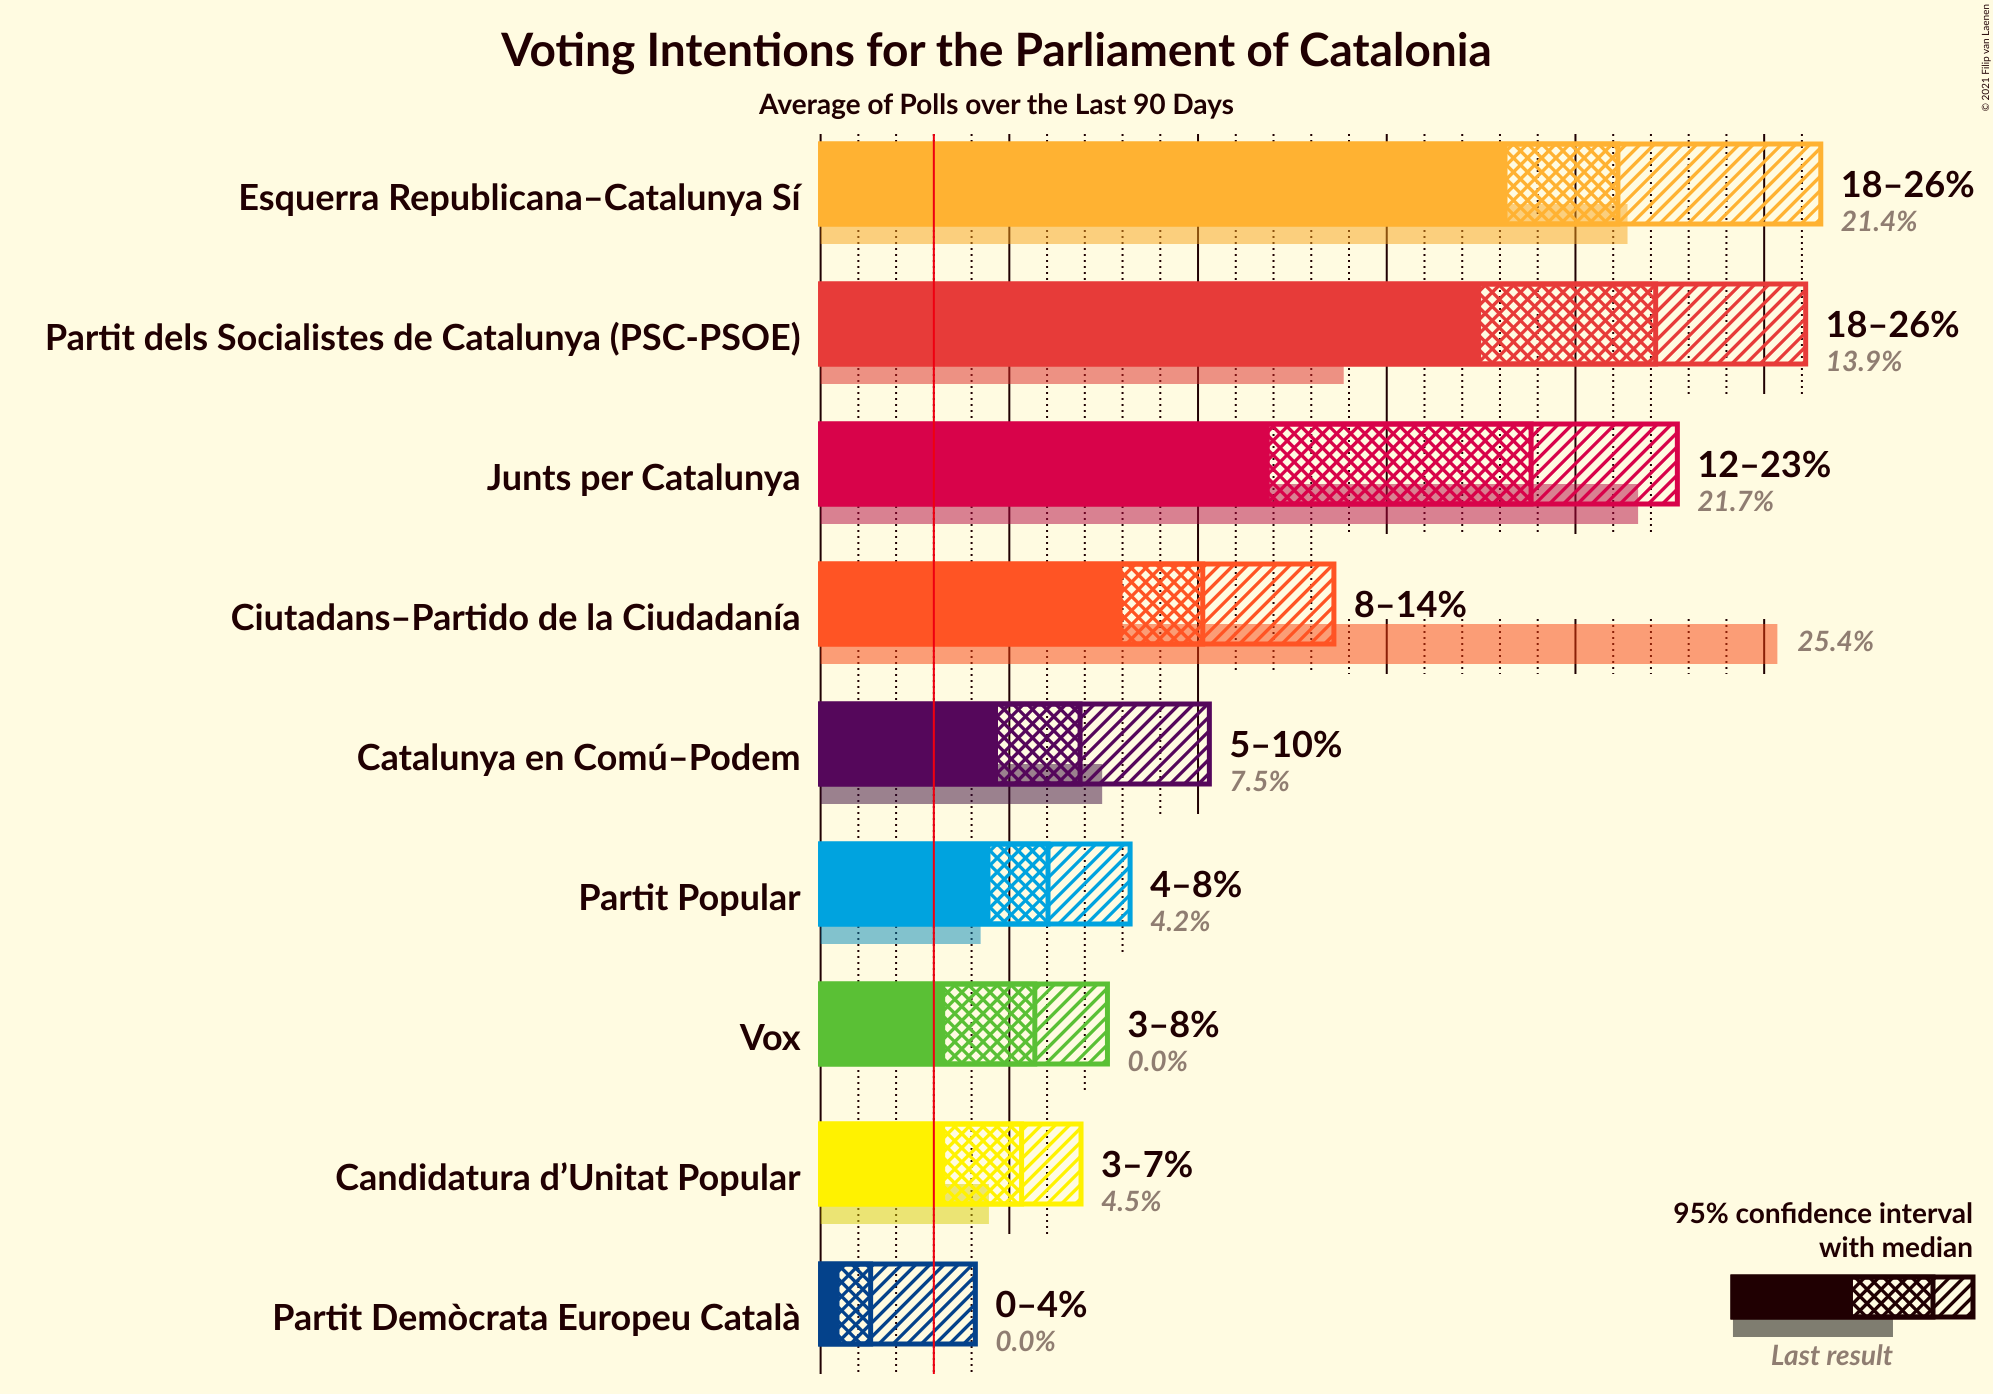 Voting Intentions for the Parliament of Catalonia
Average of Polls over the Last 90 Days
© 2021 Filip van Laenen
Esquerra Republicana–Catalunya Sí
18–26%
21.4%
Partit dels Socialistes de Catalunya (PSC-PSOE)
18–26%
13.9%
Junts per Catalunya
12–23%
21.7%
Ciutadans–Partido de la Ciudadanía
8–14%
25.4%
Catalunya en Comú–Podem
5–10%
7.5%
Partit Popular
4–8%
4.2%
Vox
3–8%
0.0%
Candidatura d’Unitat Popular
3–7%
4.5%
Partit Demòcrata Europeu Català
0–4%
0.0%
95% confidence interval
with median
Last result